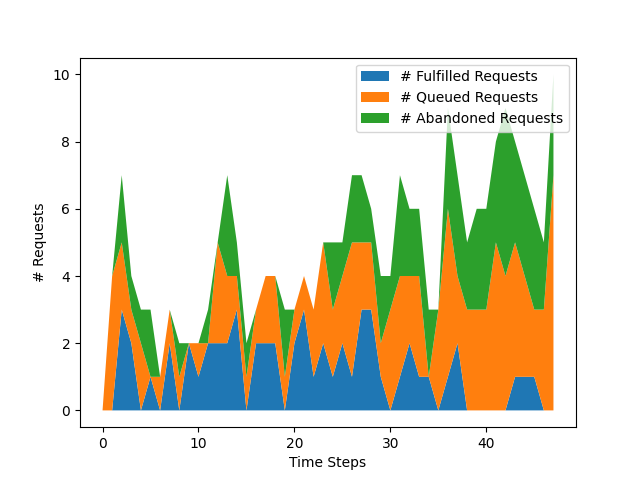 # Fulfilled Requests
# Queued Requests
# Abandoned Requests
10
8
6
4
2
0
# Requests
0 10 20 30 40
Time Steps